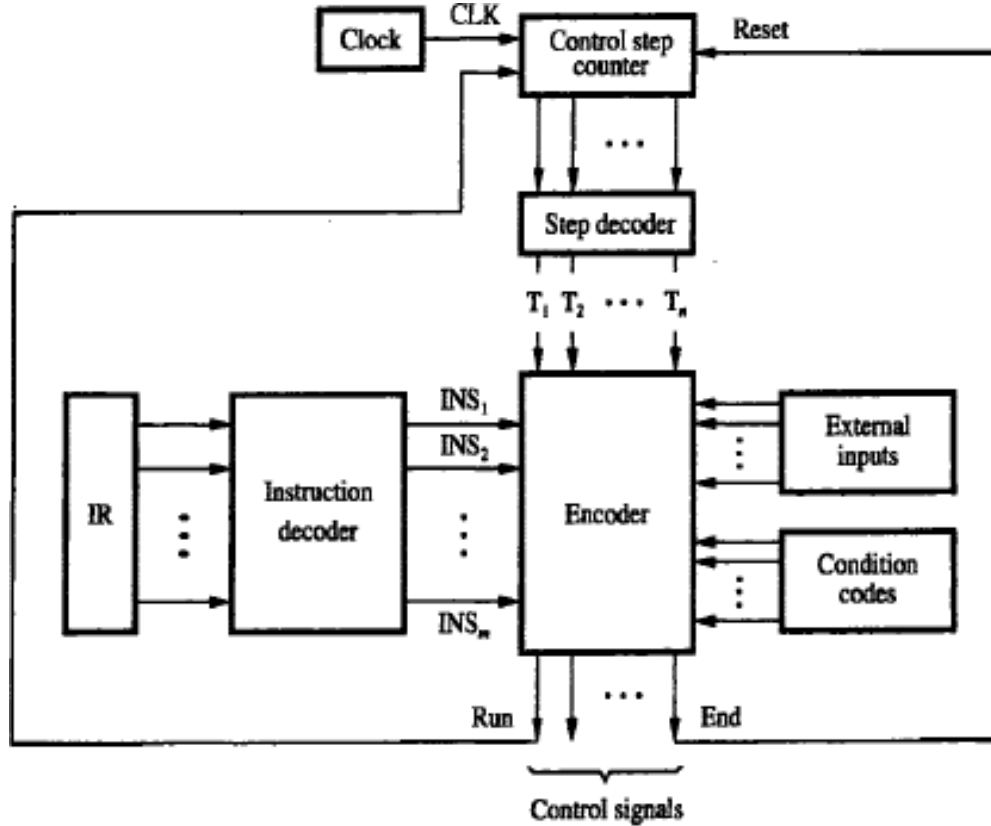 CLK
Clock
Control step
counter
Reset
. . .
Step decoder
T₁ T₂ . . . Tₙ
IR
Instruction
decoder
INS₁
INS₂
INSₘ
Encoder
External
inputs
Condition
codes
Run
. . .
End
Control signals